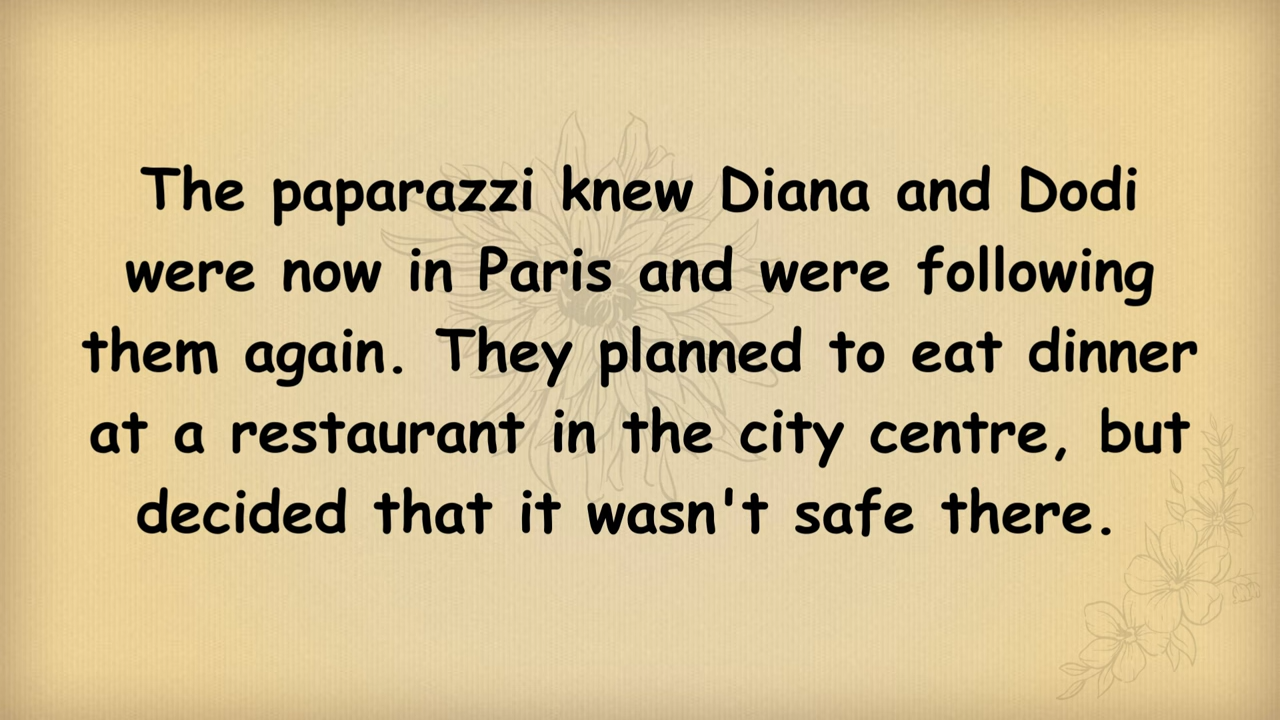 The paparazzi knew Diana and Dodi
were now in Paris and were following
them again. They planned to eat dinner
at a restaurant in the city centre, but
decided that it wasn't safe there.